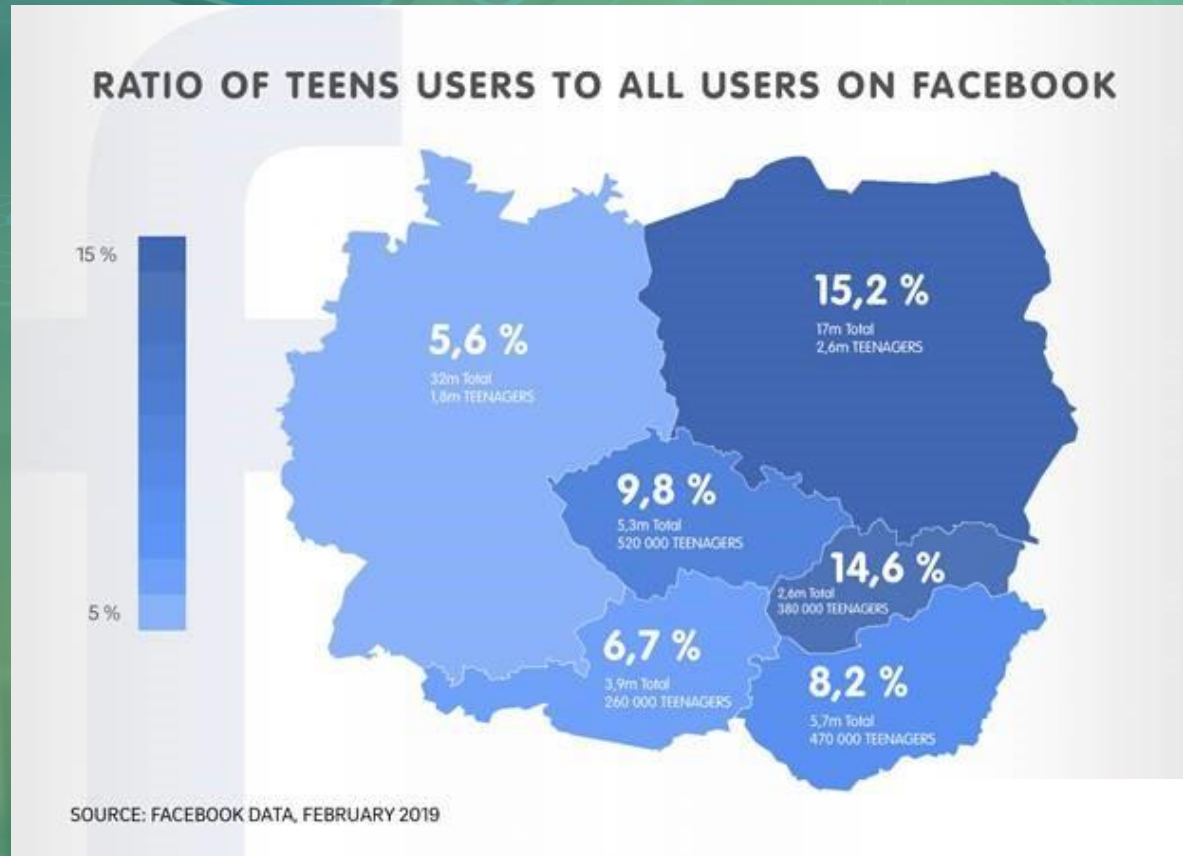 RATIO OF TEENS USERS TO ALL USERS ON FACEBOOK
15 %
5 %
5,6 %
32m Total
1,8m TEENAGERS
15,2 %
17m Total
2,6m TEENAGERS
9,8 %
5,3m Total
520 000 TEENAGERS
14,6 %
2,6m Total
380 000 TEENAGERS
6,7 %
3,9m Total
260 000 TEENAGERS
8,2 %
5,7m Total
470 000 TEENAGERS
SOURCE: FACEBOOK DATA, FEBRUARY 2019